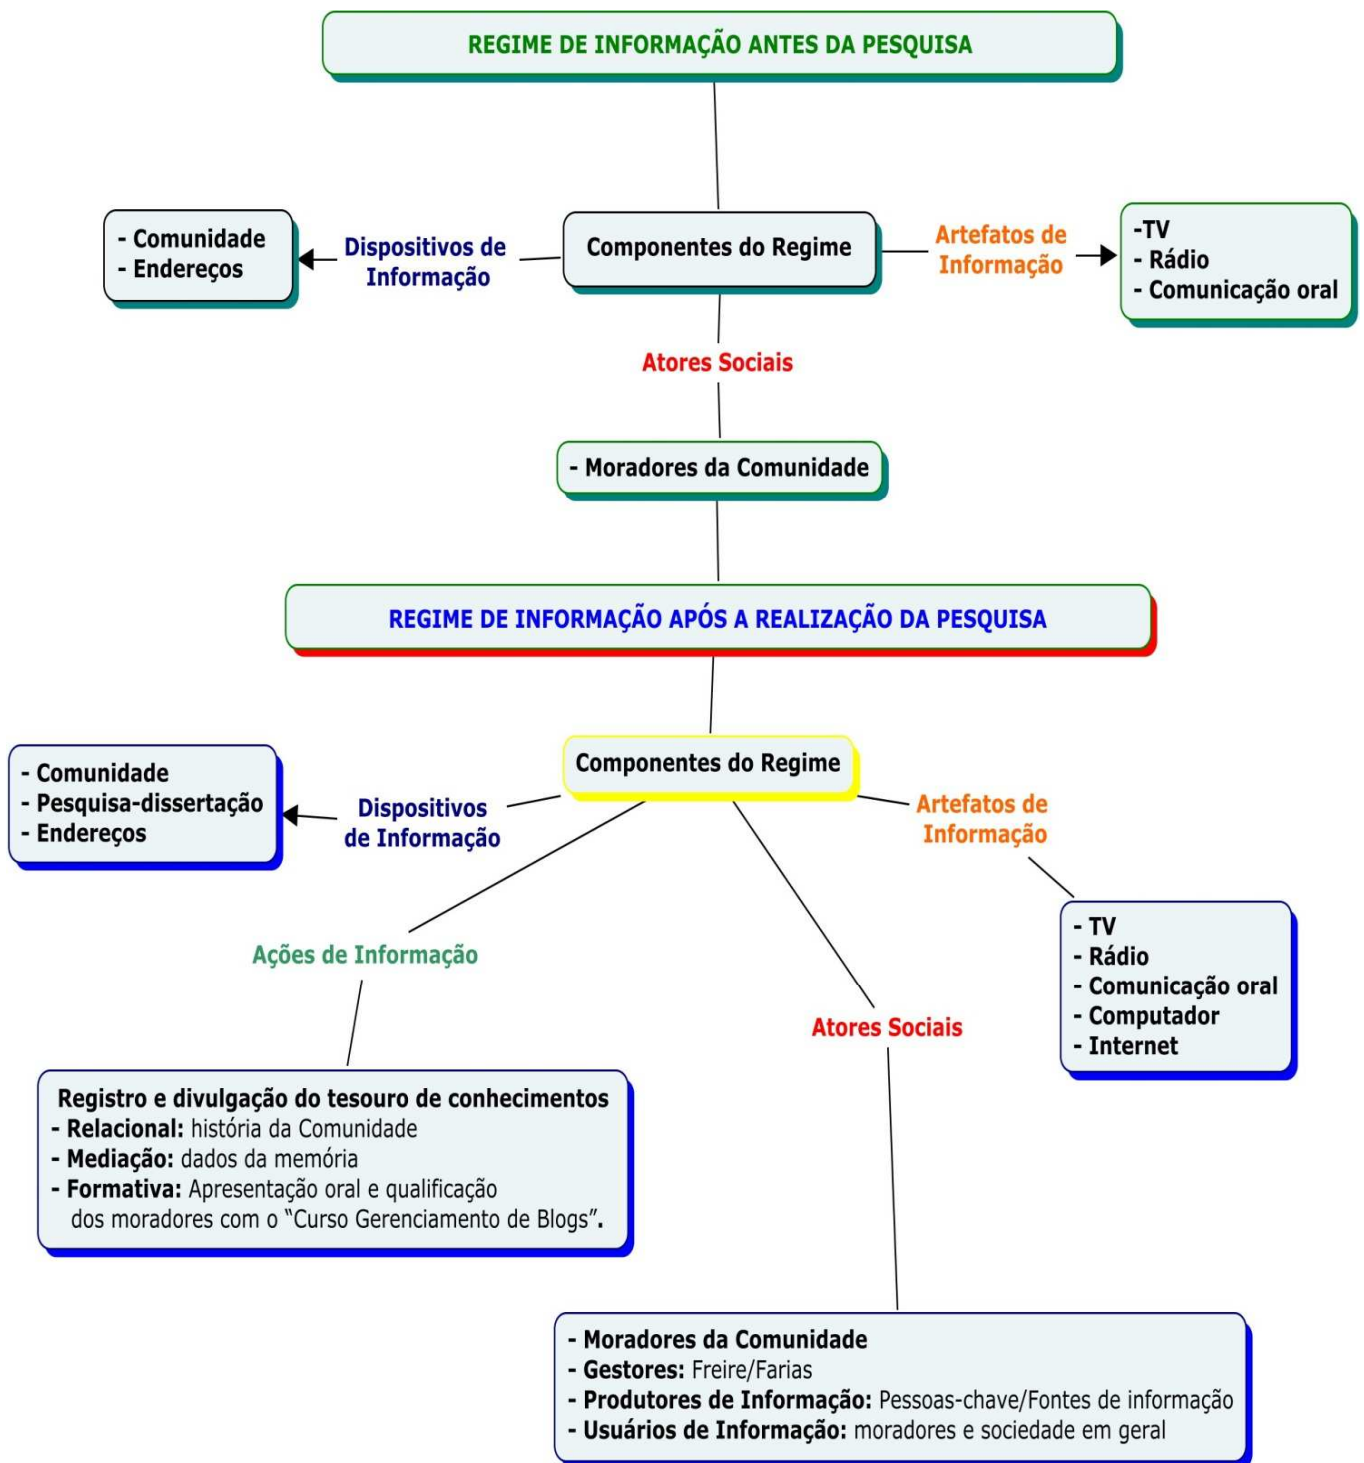 REGIME DE INFORMAÇÃO ANTES DA PESQUISA
- Comunidade
- Endereços
Dispositivos de
Informação
Componentes do Regime
Artefatos de
Informação
-TV
- Rádio
- Comunicação oral
Atores Sociais
- Moradores da Comunidade
REGIME DE INFORMAÇÃO APÓS A REALIZAÇÃO DA PESQUISA
Componentes do Regime
- Comunidade
- Pesquisa-dissertação
- Endereços
Dispositivos
de Informação
Artefatos de
Informação
- TV
- Rádio
- Comunicação oral
- Computador
- Internet
Ações de Informação
Atores Sociais
Registro e divulgação do tesouro de conhecimentos
- Relacional: história da Comunidade
- Mediação: dados da memória
- Formativa: Apresentação oral e qualificação
dos moradores com o “Curso Gerenciamento de Blogs”.
- Moradores da Comunidade
- Gestores: Freire/Farias
- Produtores de Informação: Pessoas-chave/Fontes de informação
- Usuários de Informação: moradores e sociedade em geral